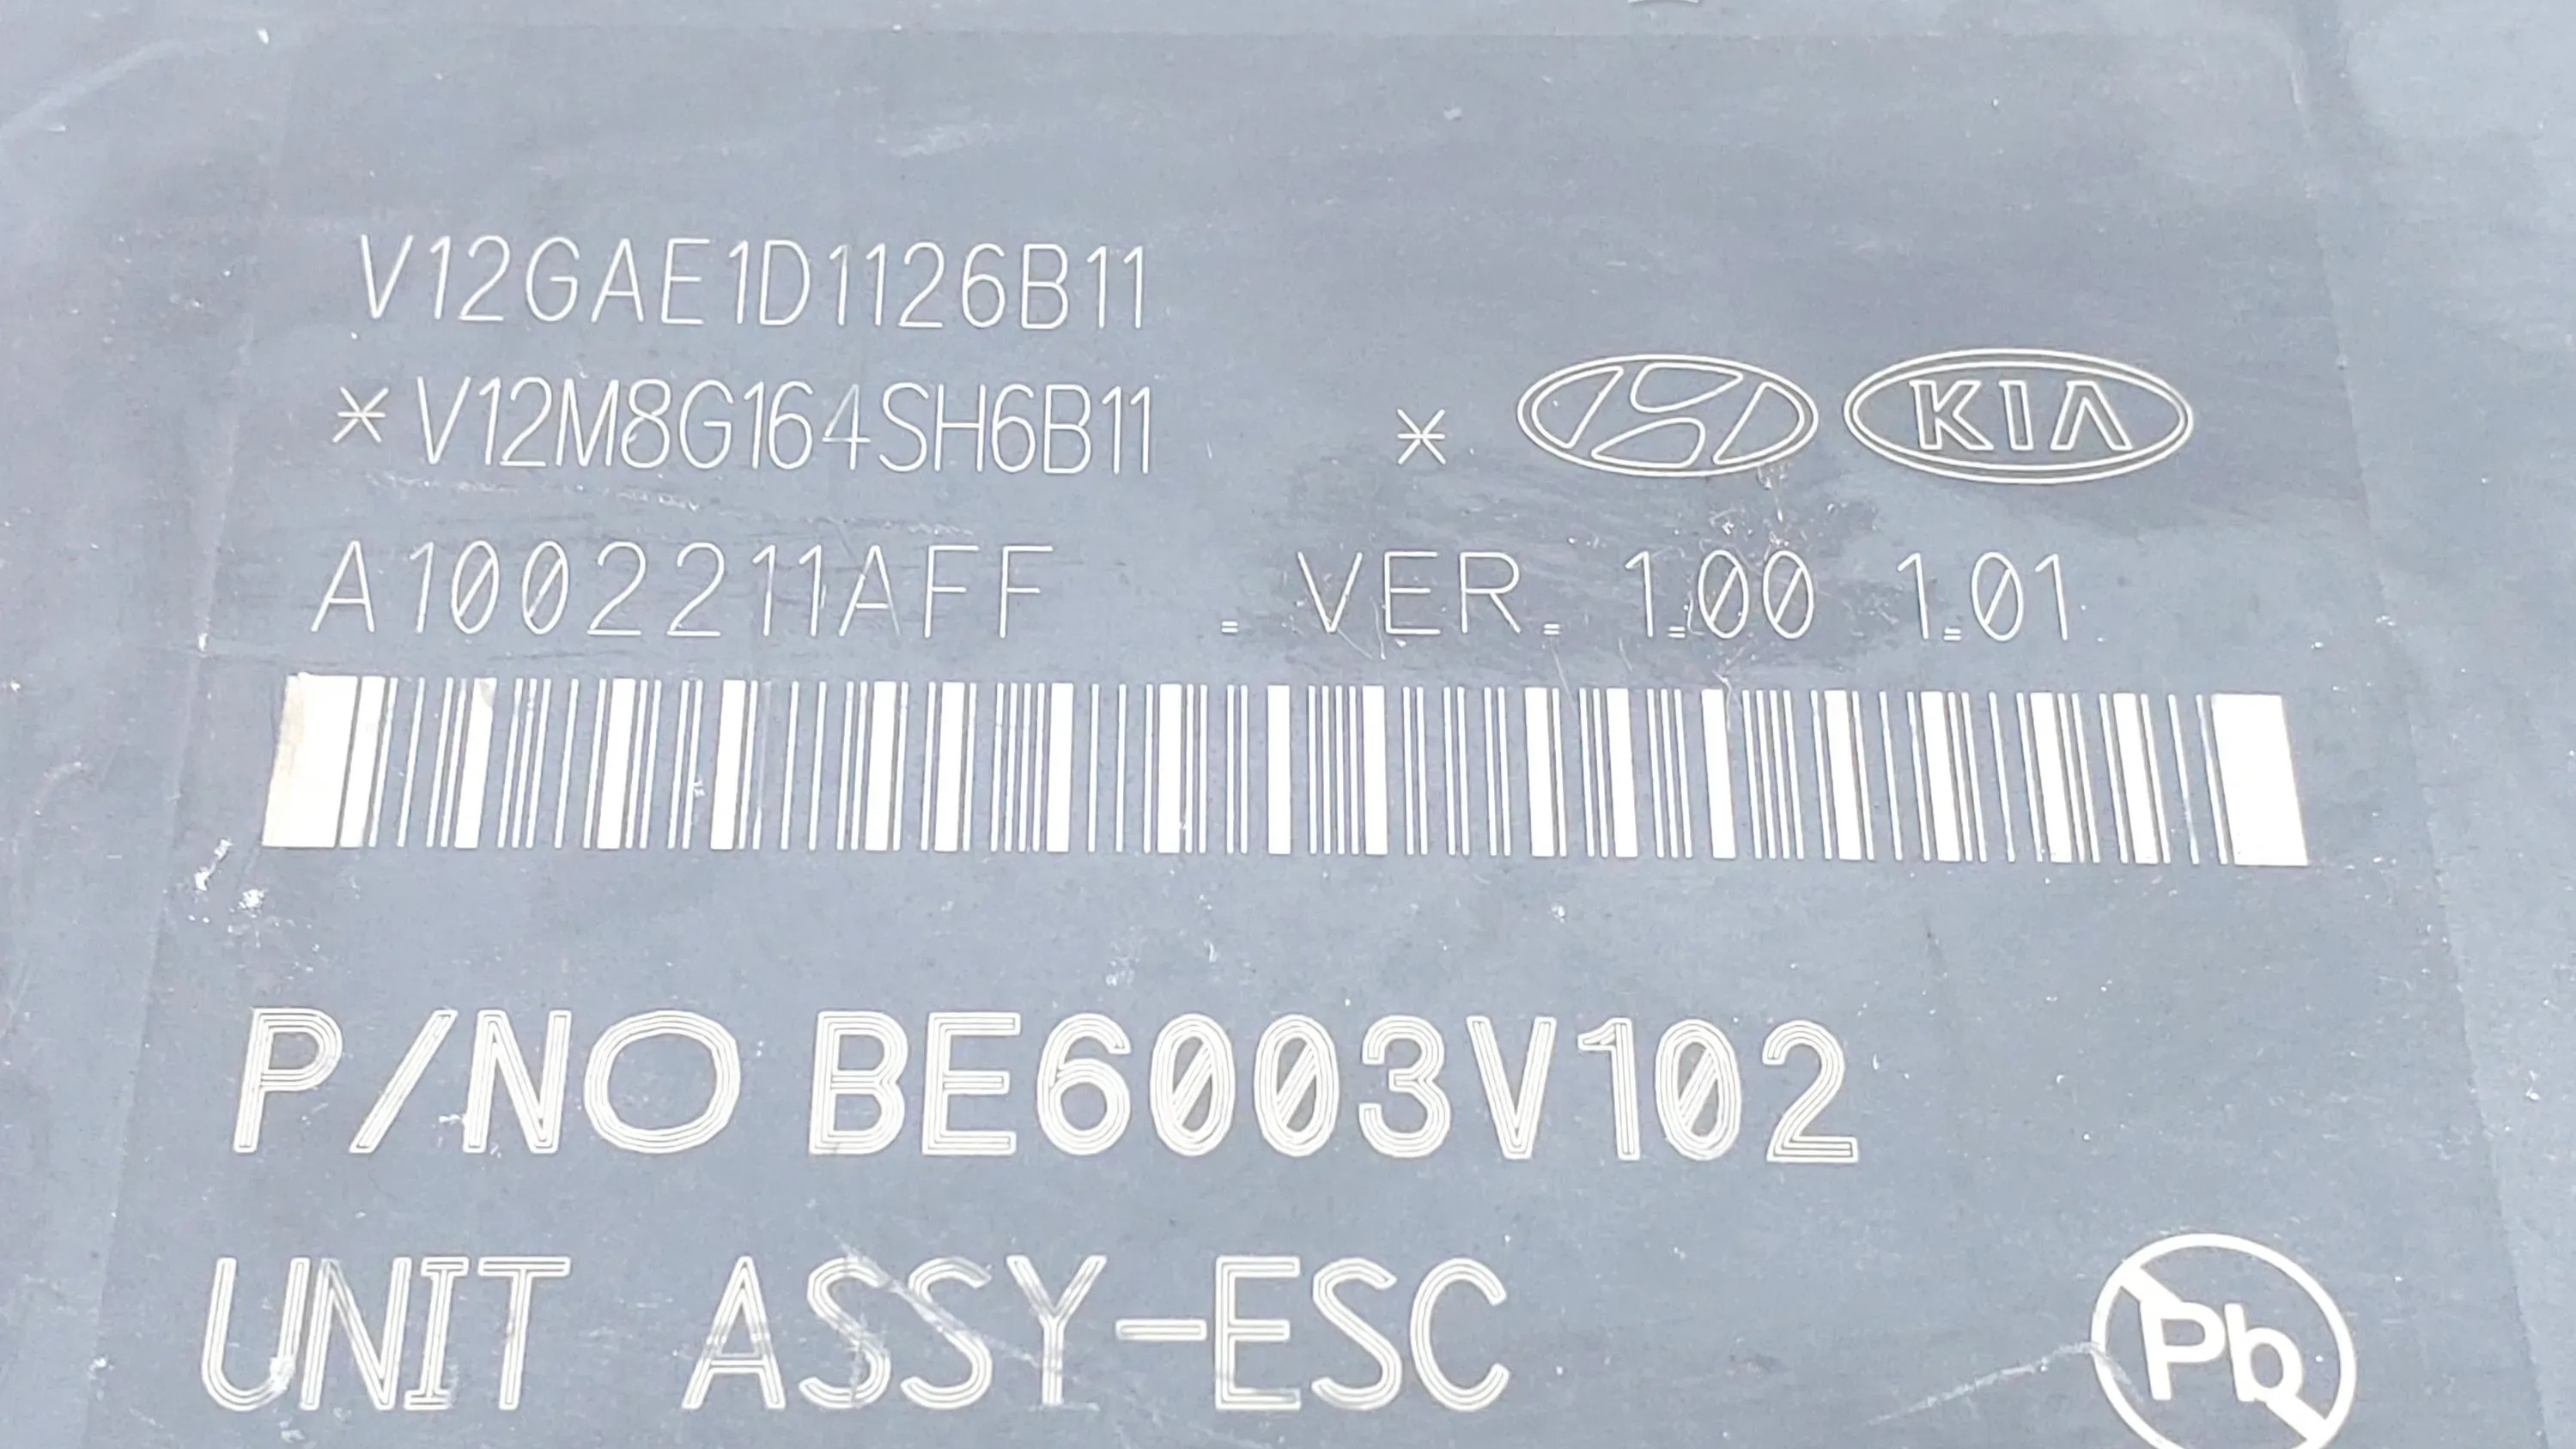 V12GAE1D1126B11
*V12M8G164SH6B11 * KIA
A1002211AFF . VER. 1.00 1.01
P/NO BE6003V102
UNIT ASSY-ESC
Pb